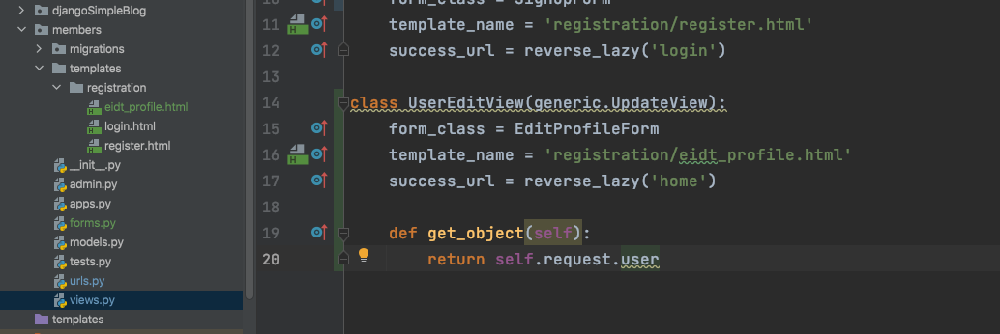 djangoSimpleBlog
members
migrations
templates
registration
eidt_profile.html
login.html
register.html
__init__.py
admin.py
apps.py
forms.py
models.py
tests.py
urls.py
views.py
templates
10 form_class = SignUpForm
11 template_name = 'registration/register.html'
12 success_url = reverse_lazy('login')
13
14 class UserEditView(generic.UpdateView):
15 form_class = EditProfileForm
16 template_name = 'registration/eidt_profile.html'
17 success_url = reverse_lazy('home')
18
19 def get_object(self):
20 return self.request.user